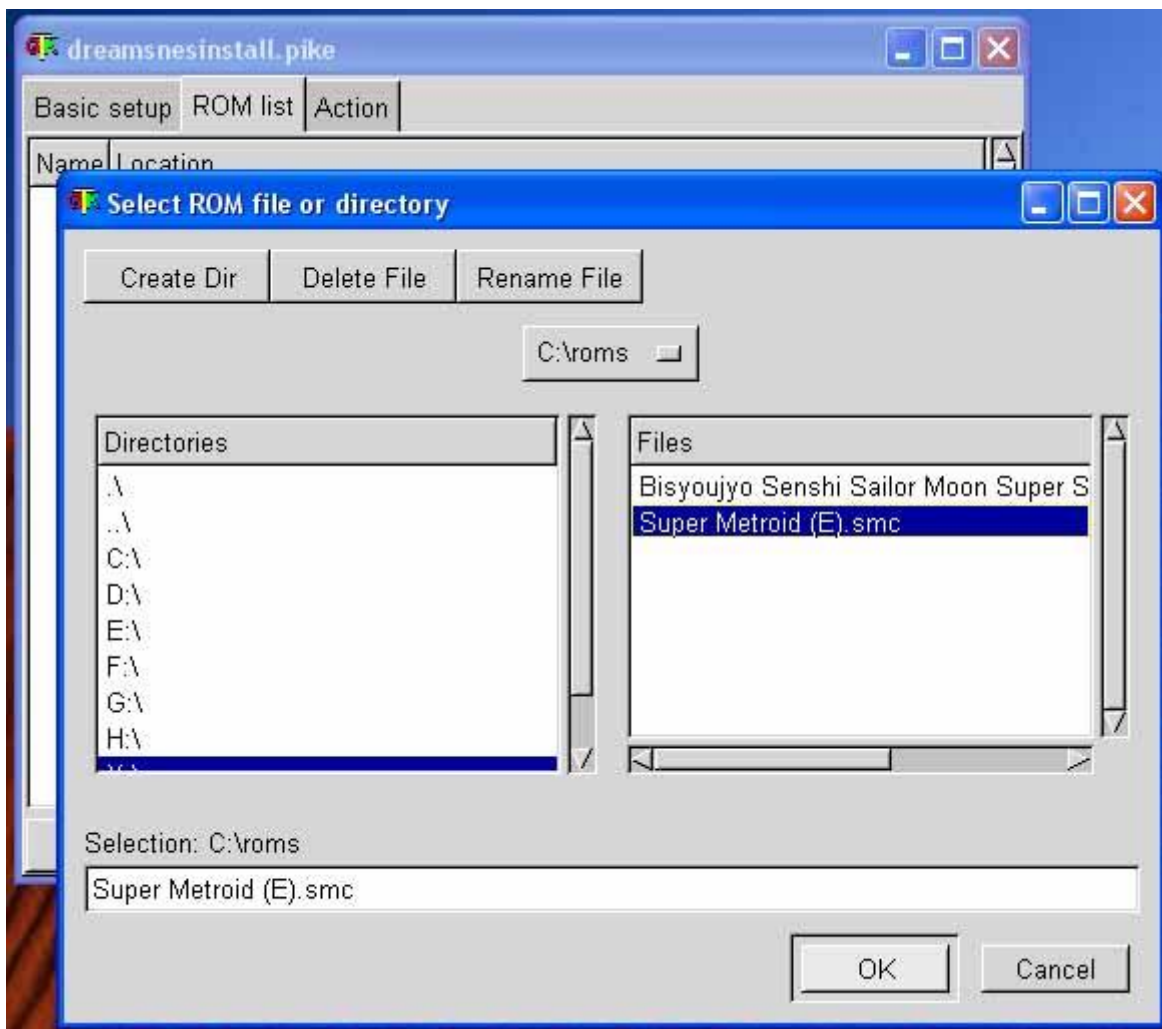 dreamsnesinstall.pike
Basic setup ROM list Action
Name Location
Select ROM file or directory
Create Dir Delete File Rename File
C:\roms
Directories
.\
..\
C:\
D:\
E:\
F:\
G:\
H:\
Files
Bisyoujyo Senshi Sailor Moon Super S
Super Metroid (E).smc
Selection: C:\roms
Super Metroid (E).smc
OK Cancel